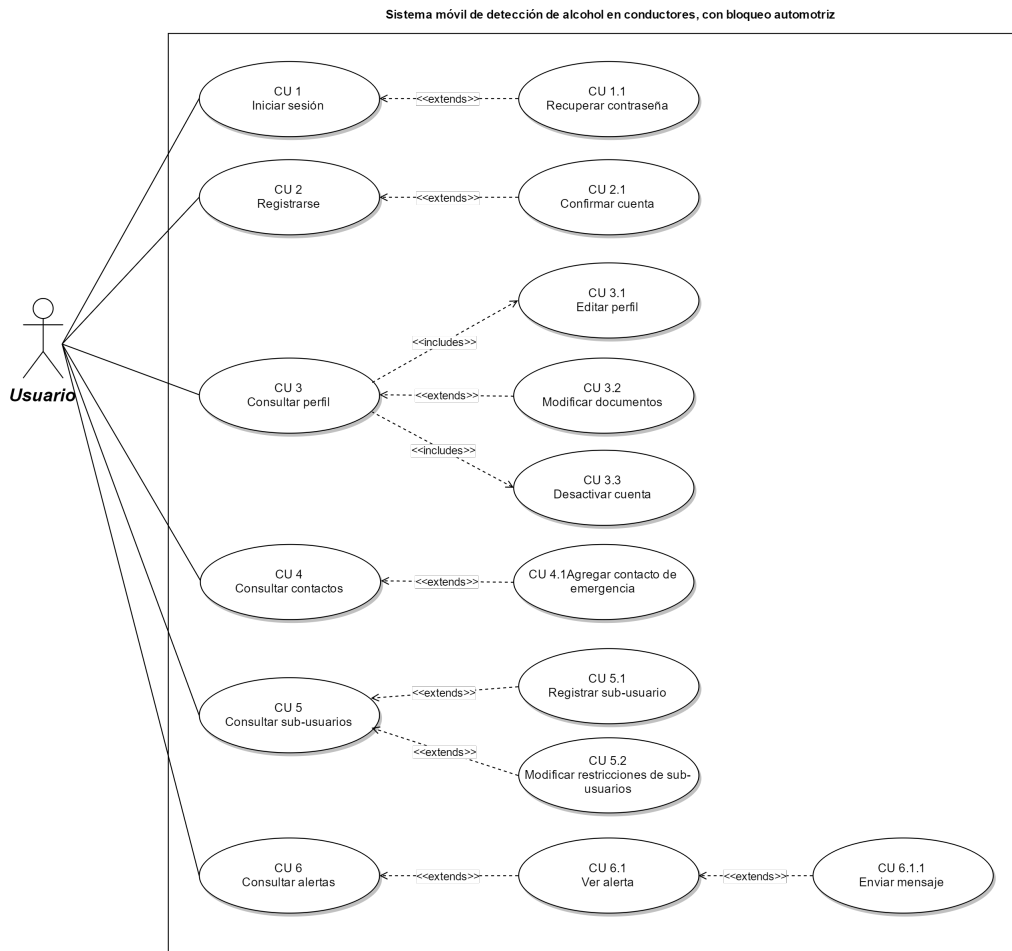 Sistema móvil de detección de alcohol en conductores, con bloqueo automotriz
CU 1
Iniciar sesión
<<extends>>
CU 1.1
Recuperar contraseña
CU 2
Registrarse
<<extends>>
CU 2.1
Confirmar cuenta
CU 3.1
Editar perfil
<<includes>>
Usuario
CU 3
Consultar perfil
<<extends>>
CU 3.2
Modificar documentos
<<includes>>
CU 3.3
Desactivar cuenta
CU 4
Consultar contactos
<<extends>>
CU 4.1Agregar contacto de
emergencia
CU 5.1
Registrar sub-usuario
<<extends>>
CU 5
Consultar sub-usuarios
<<extends>>
CU 5.2
Modificar restricciones de sub-
usuarios
CU 6
Consultar alertas
<<extends>>
CU 6.1
Ver alerta
<<extends>>
CU 6.1.1
Enviar mensaje